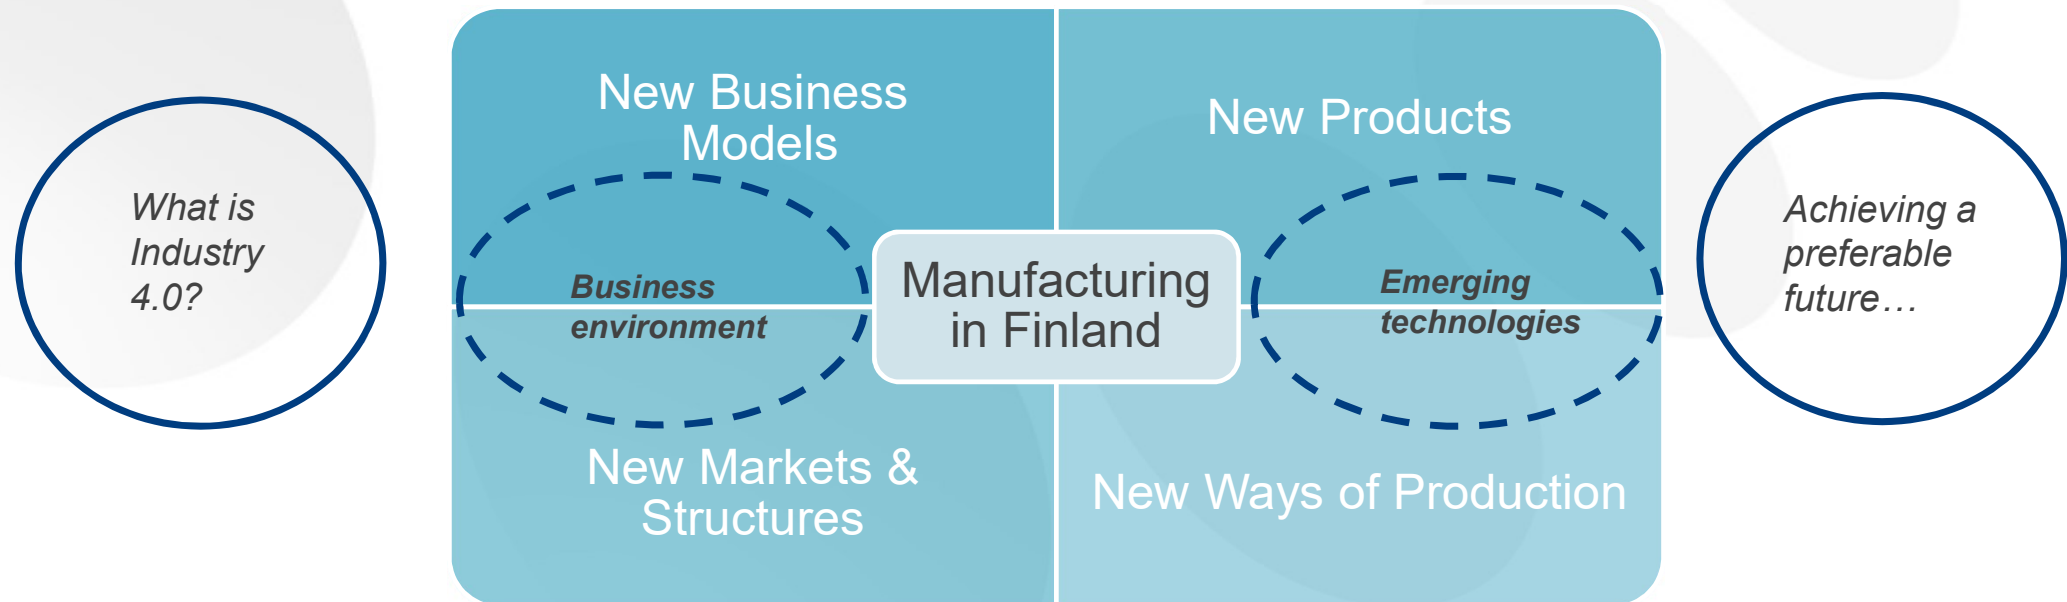 What is
Industry
4.0?
New Business
Models
New Products
Business
environment
Manufacturing
in Finland
Emerging
technologies
New Markets &
Structures
New Ways of Production
Achieving a
preferable
future…